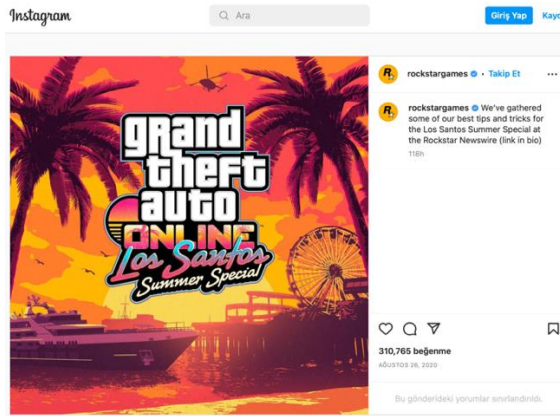 Instagram
Ara
Giriş Yap
rockstargames • Takip Et
rockstargames We've gathered
some of our best tips and tricks for
the Los Santos Summer Special at
the Rockstar Newswire (link in bio)
118h
grand
theft
auto
ONLINE
Los Santos
Summer Special
310,765 beğenme
AĞUSTOS 26, 2020
Bu gönderideki yorumlar sınırlandırıldı.